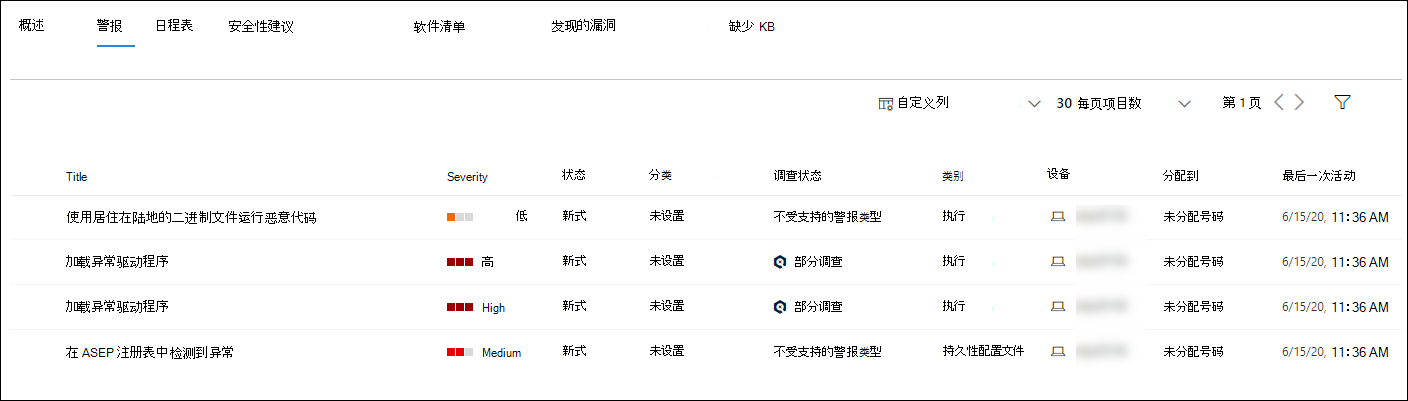 概述 警报 日程表 安全性建议 软件清单 发现的漏洞 缺少 KB
自定义列 30 每页项目数 第 1 页
Title Severity 状态 分类 调查状态 类别 设备 分配到 最后一次活动
使用居住在陆地的二进制文件运行恶意代码 低 新式 未设置 不受支持的警报类型 执行 未分配号码 6/15/20, 11:36 AM
加载异常驱动程序 高 新式 未设置 部分调查 执行 未分配号码 6/15/20, 11:36 AM
加载异常驱动程序 High 新式 未设置 部分调查 执行 未分配号码 6/15/20, 11:36 AM
在 ASEP 注册表中检测到异常 Medium 新式 未设置 不受支持的警报类型 持久性配置文件 未分配号码 6/15/20, 11:36 AM